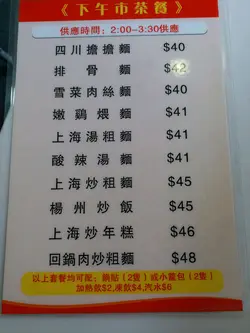 《下午市茶餐》
供應時間：2:00-3:30供應
四川擔擔麵 $40
排骨麵 $42
雪菜肉絲麵 $40
嫩鷄煨麵 $41
上海湯粗麵 $41
酸辣湯麵 $41
上海炒粗麵 $45
楊州炒飯 $45
上海炒年糕 $46
回鍋肉炒粗麵 $48
以上套餐均可配：鍋貼（2隻）或小籠包（2隻）
加熱飲$2,凍飲$4,汽水$6